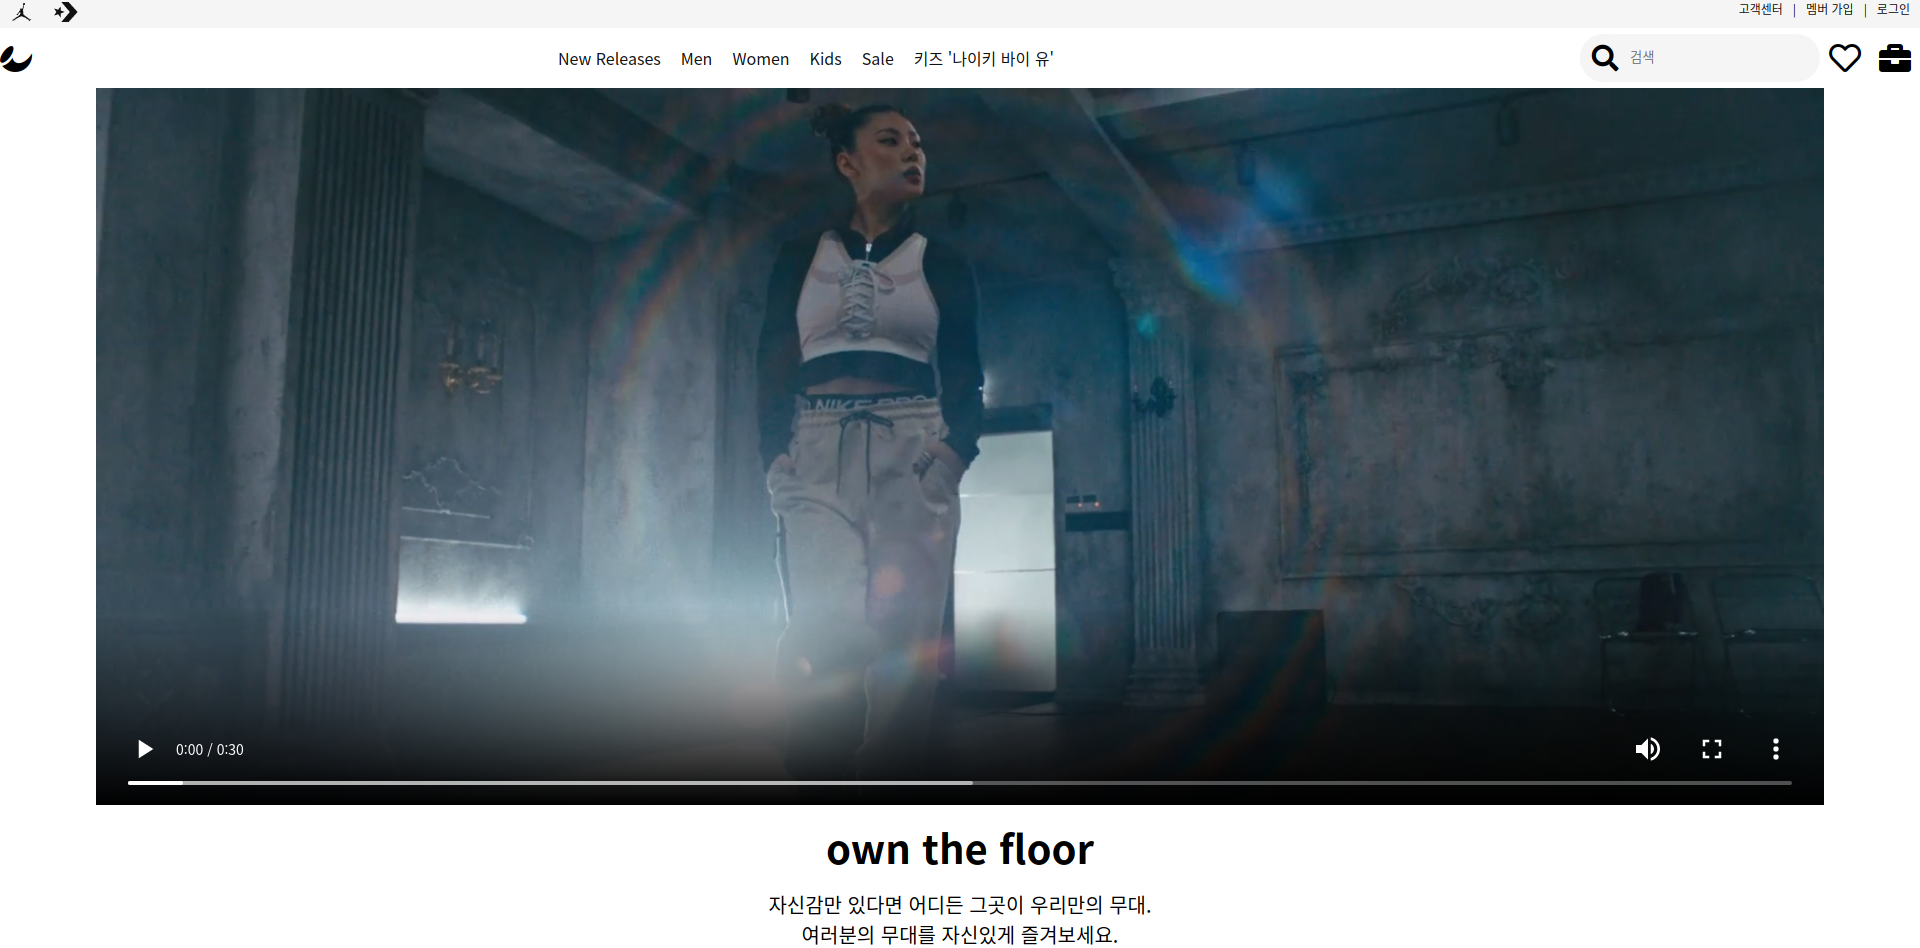 고객센터 | 멤버 가입 | 로그인
New Releases Men Women Kids Sale 키즈 '나이키 바이 유'
검색
NIKE PRO
0:00 / 0:30
own the floor
자신감만 있다면 어디든 그곳이 우리만의 무대.
여러분의 무대를 자신있게 즐겨보세요.